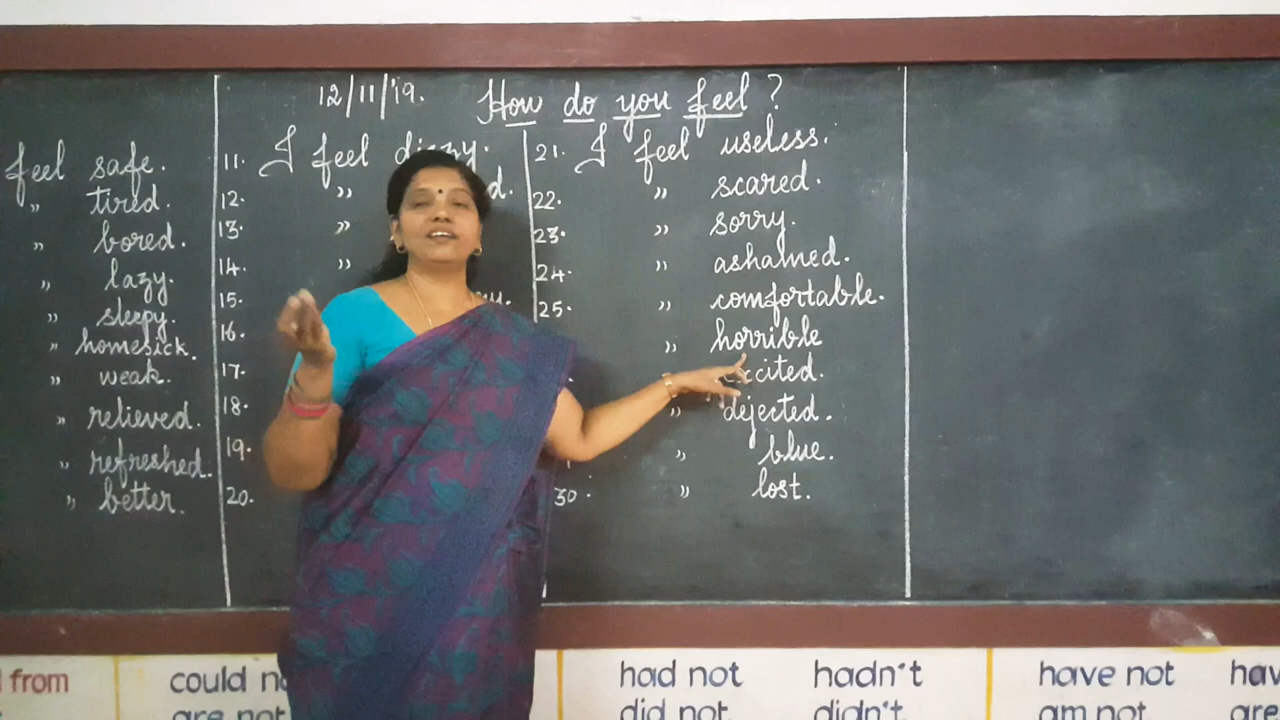 12/11/'19. How do you feel ?
feel safe.
" tired.
" bored.
" lazy.
" sleepy.
" homesick.
" weak.
" relieved.
" refreshed.
" better.
11. I feel dizzy.
12. "
13. "
14. "
15.
16.
17.
18.
19.
20.
21. I feel useless.
22. " scared.
23. " sorry.
24. " ashamed.
25. " comfortable.
" horrible
" excited.
" dejected.
" blue.
30. " lost.
from
could
are not
had not hadn't
did not didn't
have not
am not